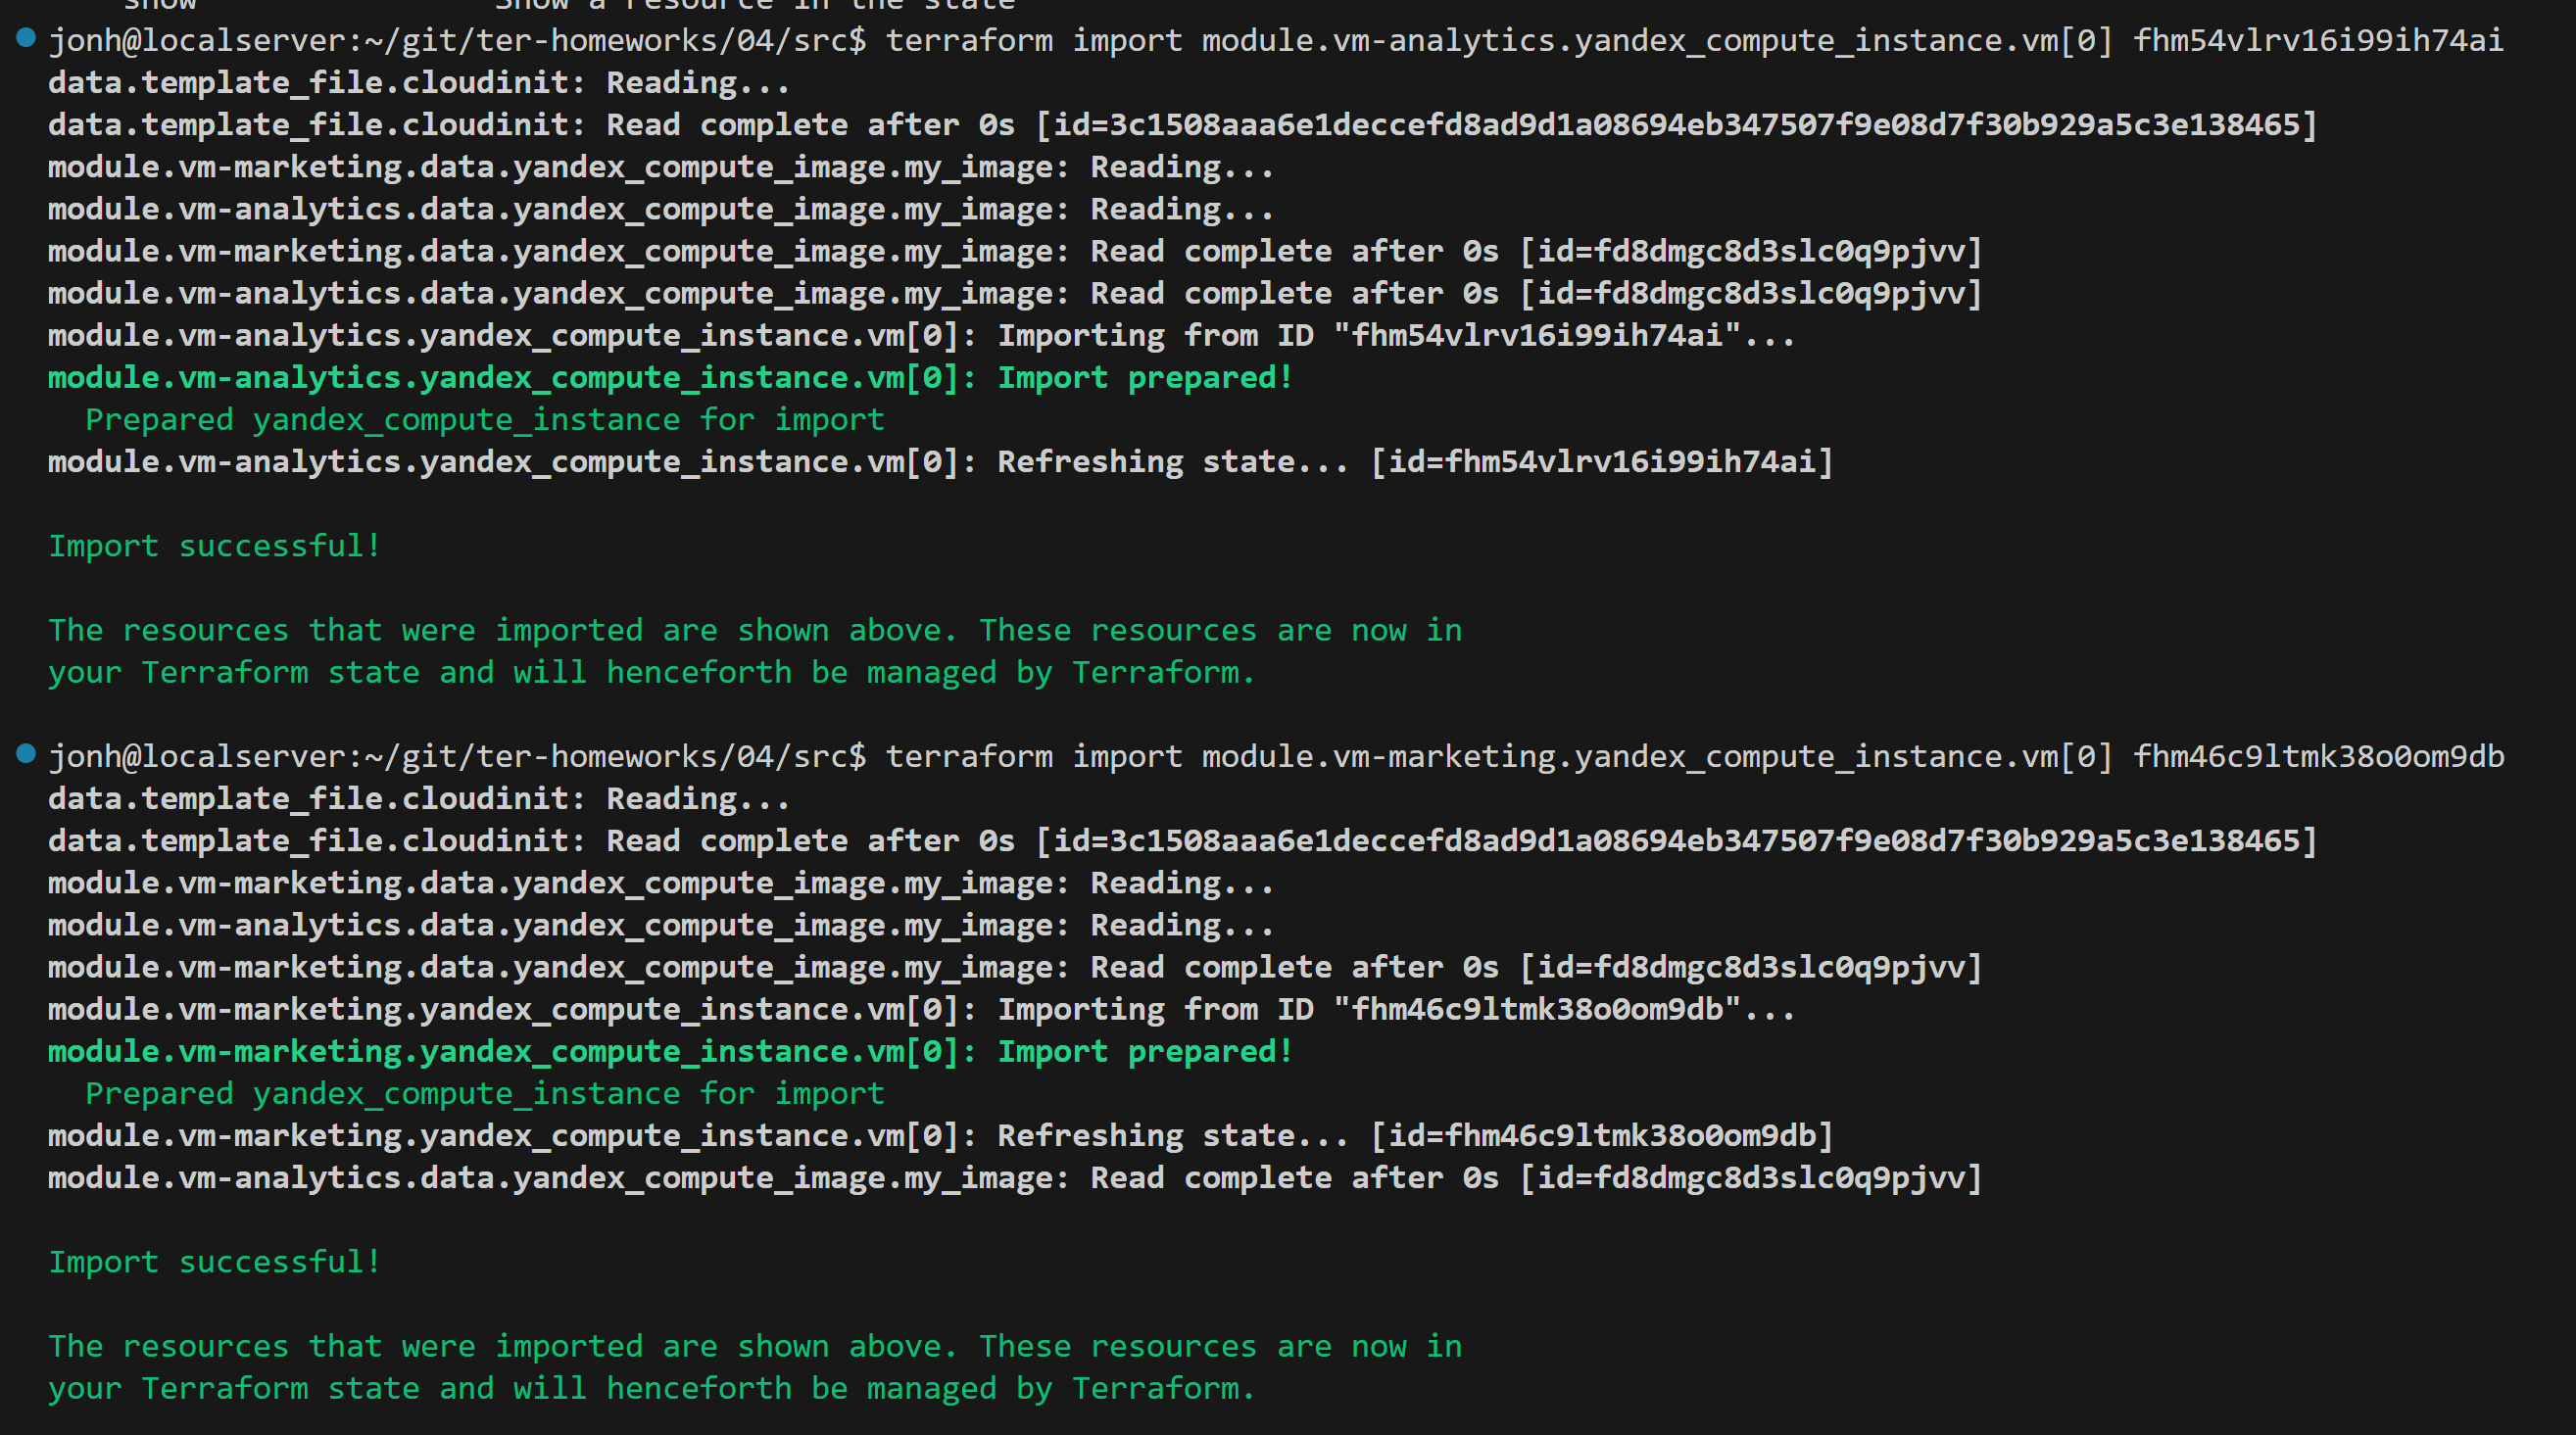 show                Show a resource in the state
jonh@localserver:~/git/ter-homeworks/04/src$ terraform import module.vm-analytics.yandex_compute_instance.vm[0] fhm54vlrv16i99ih74ai
data.template_file.cloudinit: Reading...
data.template_file.cloudinit: Read complete after 0s [id=3c1508aaa6e1deccefd8ad9d1a08694eb347507f9e08d7f30b929a5c3e138465]
module.vm-marketing.data.yandex_compute_image.my_image: Reading...
module.vm-analytics.data.yandex_compute_image.my_image: Reading...
module.vm-marketing.data.yandex_compute_image.my_image: Read complete after 0s [id=fd8dmgc8d3slc0q9pjvv]
module.vm-analytics.data.yandex_compute_image.my_image: Read complete after 0s [id=fd8dmgc8d3slc0q9pjvv]
module.vm-analytics.yandex_compute_instance.vm[0]: Importing from ID "fhm54vlrv16i99ih74ai"...
module.vm-analytics.yandex_compute_instance.vm[0]: Import prepared!
  Prepared yandex_compute_instance for import
module.vm-analytics.yandex_compute_instance.vm[0]: Refreshing state... [id=fhm54vlrv16i99ih74ai]
Import successful!
The resources that were imported are shown above. These resources are now in
your Terraform state and will henceforth be managed by Terraform.
jonh@localserver:~/git/ter-homeworks/04/src$ terraform import module.vm-marketing.yandex_compute_instance.vm[0] fhm46c9ltmk38o0om9db
data.template_file.cloudinit: Reading...
data.template_file.cloudinit: Read complete after 0s [id=3c1508aaa6e1deccefd8ad9d1a08694eb347507f9e08d7f30b929a5c3e138465]
module.vm-marketing.data.yandex_compute_image.my_image: Reading...
module.vm-analytics.data.yandex_compute_image.my_image: Reading...
module.vm-marketing.data.yandex_compute_image.my_image: Read complete after 0s [id=fd8dmgc8d3slc0q9pjvv]
module.vm-marketing.yandex_compute_instance.vm[0]: Importing from ID "fhm46c9ltmk38o0om9db"...
module.vm-marketing.yandex_compute_instance.vm[0]: Import prepared!
  Prepared yandex_compute_instance for import
module.vm-marketing.yandex_compute_instance.vm[0]: Refreshing state... [id=fhm46c9ltmk38o0om9db]
module.vm-analytics.data.yandex_compute_image.my_image: Read complete after 0s [id=fd8dmgc8d3slc0q9pjvv]
Import successful!
The resources that were imported are shown above. These resources are now in
your Terraform state and will henceforth be managed by Terraform.